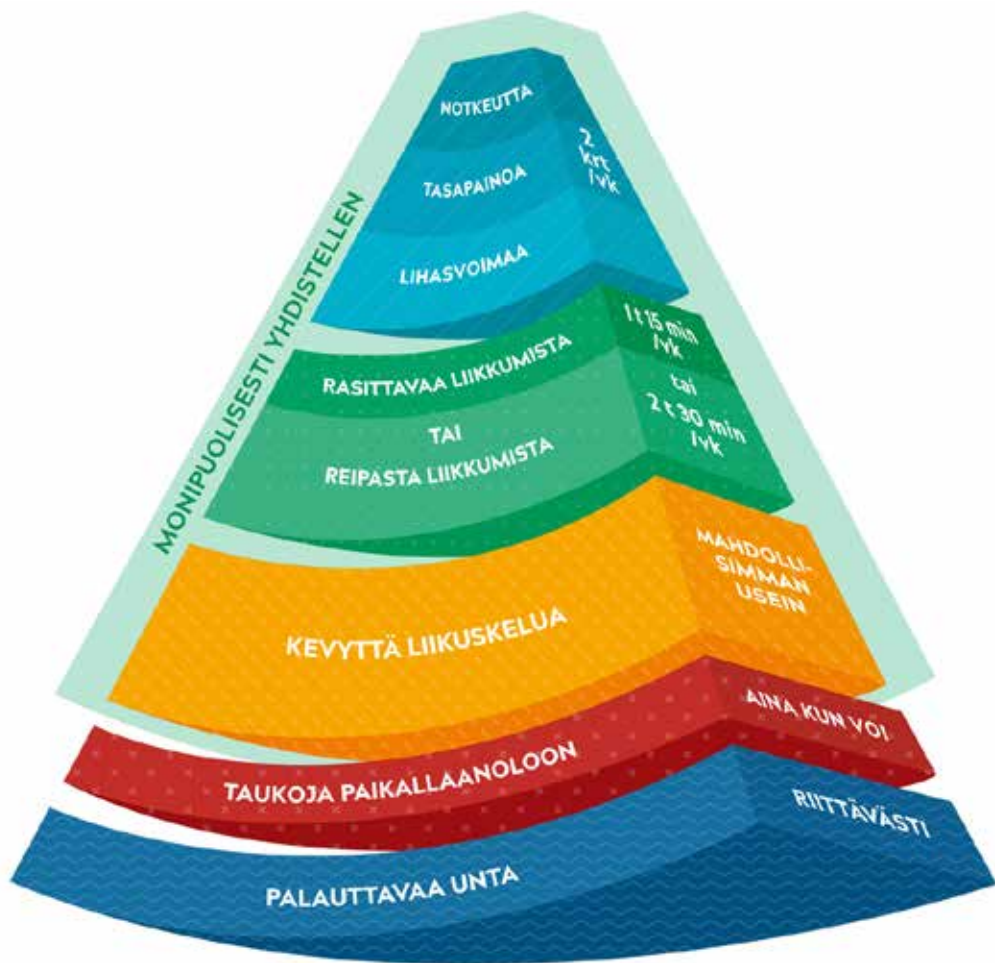 MONIPUOLISESTI YHDISTELLEN
NOTKEUTTA
TASAPAINOA
LIHASVOIMAA
2
krt
/vk
RASITTAVAA LIIKKUMISTA
TAI
REIPASTA LIIKKUMISTA
1 t 15 min
/vk
tai
2 t 30 min
/vk
KEVYTTÄ LIIKUSKELUA
MAHDOLLI-
SIMMAN
USEIN
TAUKOJA PAIKALLAANOLOON
AINA KUN VOI
PALAUTTAVAA UNTA
RIITTÄVÄSTI